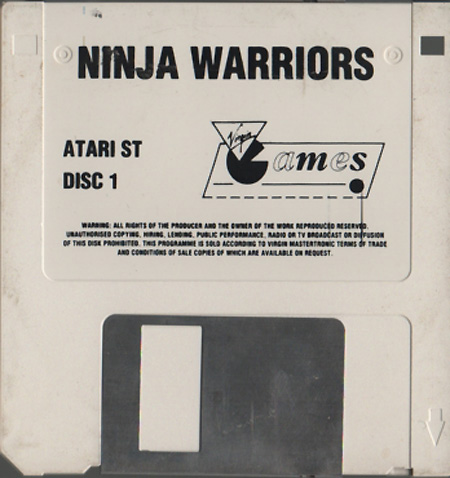 NINJA WARRIORS
ATARI ST
DISC 1
Virgin
Games
WARNING: ALL RIGHTS OF THE PRODUCER AND THE OWNER OF THE WORK REPRODUCED RESERVED.
UNAUTHORISED COPYING, HIRING, LENDING, PUBLIC PERFORMANCE, RADIO OR TV BROADCAST OR DIFFUSION
OF THIS DISK PROHIBITED. THIS PROGRAMME IS SOLD ACCORDING TO VIRGIN MASTERTRONIC TERMS OF TRADE
AND CONDITIONS OF SALE COPIES OF WHICH ARE AVAILABLE ON REQUEST.